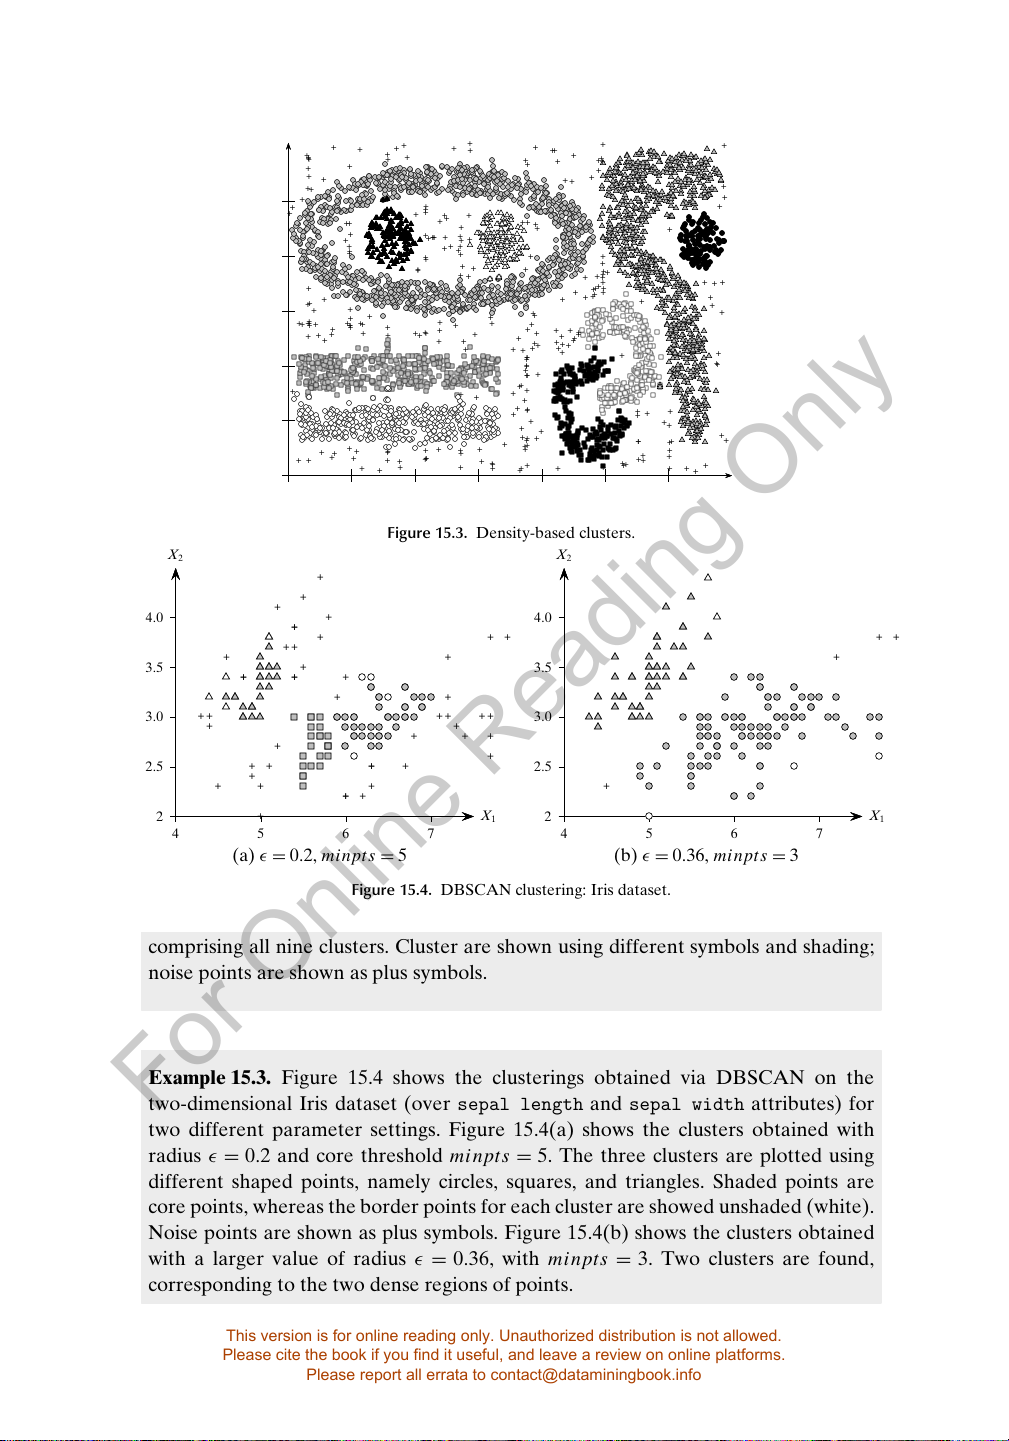 Figure 15.3. Density-based clusters.
X2
4.0
3.5
3.0
2.5
2
4 5 6 7
X1
(a) ϵ = 0.2, minpts = 5
X2
4.0
3.5
3.0
2.5
2
4 5 6 7
X1
(b) ϵ = 0.36, minpts = 3
Figure 15.4. DBSCAN clustering: Iris dataset.
comprising all nine clusters. Cluster are shown using different symbols and shading;
noise points are shown as plus symbols.
Example 15.3. Figure 15.4 shows the clusterings obtained via DBSCAN on the
two-dimensional Iris dataset (over sepal length and sepal width attributes) for
two different parameter settings. Figure 15.4(a) shows the clusters obtained with
radius ϵ = 0.2 and core threshold minpts = 5. The three clusters are plotted using
different shaped points, namely circles, squares, and triangles. Shaded points are
core points, whereas the border points for each cluster are showed unshaded (white).
Noise points are shown as plus symbols. Figure 15.4(b) shows the clusters obtained
with a larger value of radius ϵ = 0.36, with minpts = 3. Two clusters are found,
corresponding to the two dense regions of points.
This version is for online reading only. Unauthorized distribution is not allowed.
Please cite the book if you find it useful, and leave a review on online platforms.
Please report all errata to contact@dataminingbook.info
For Online Reading Only